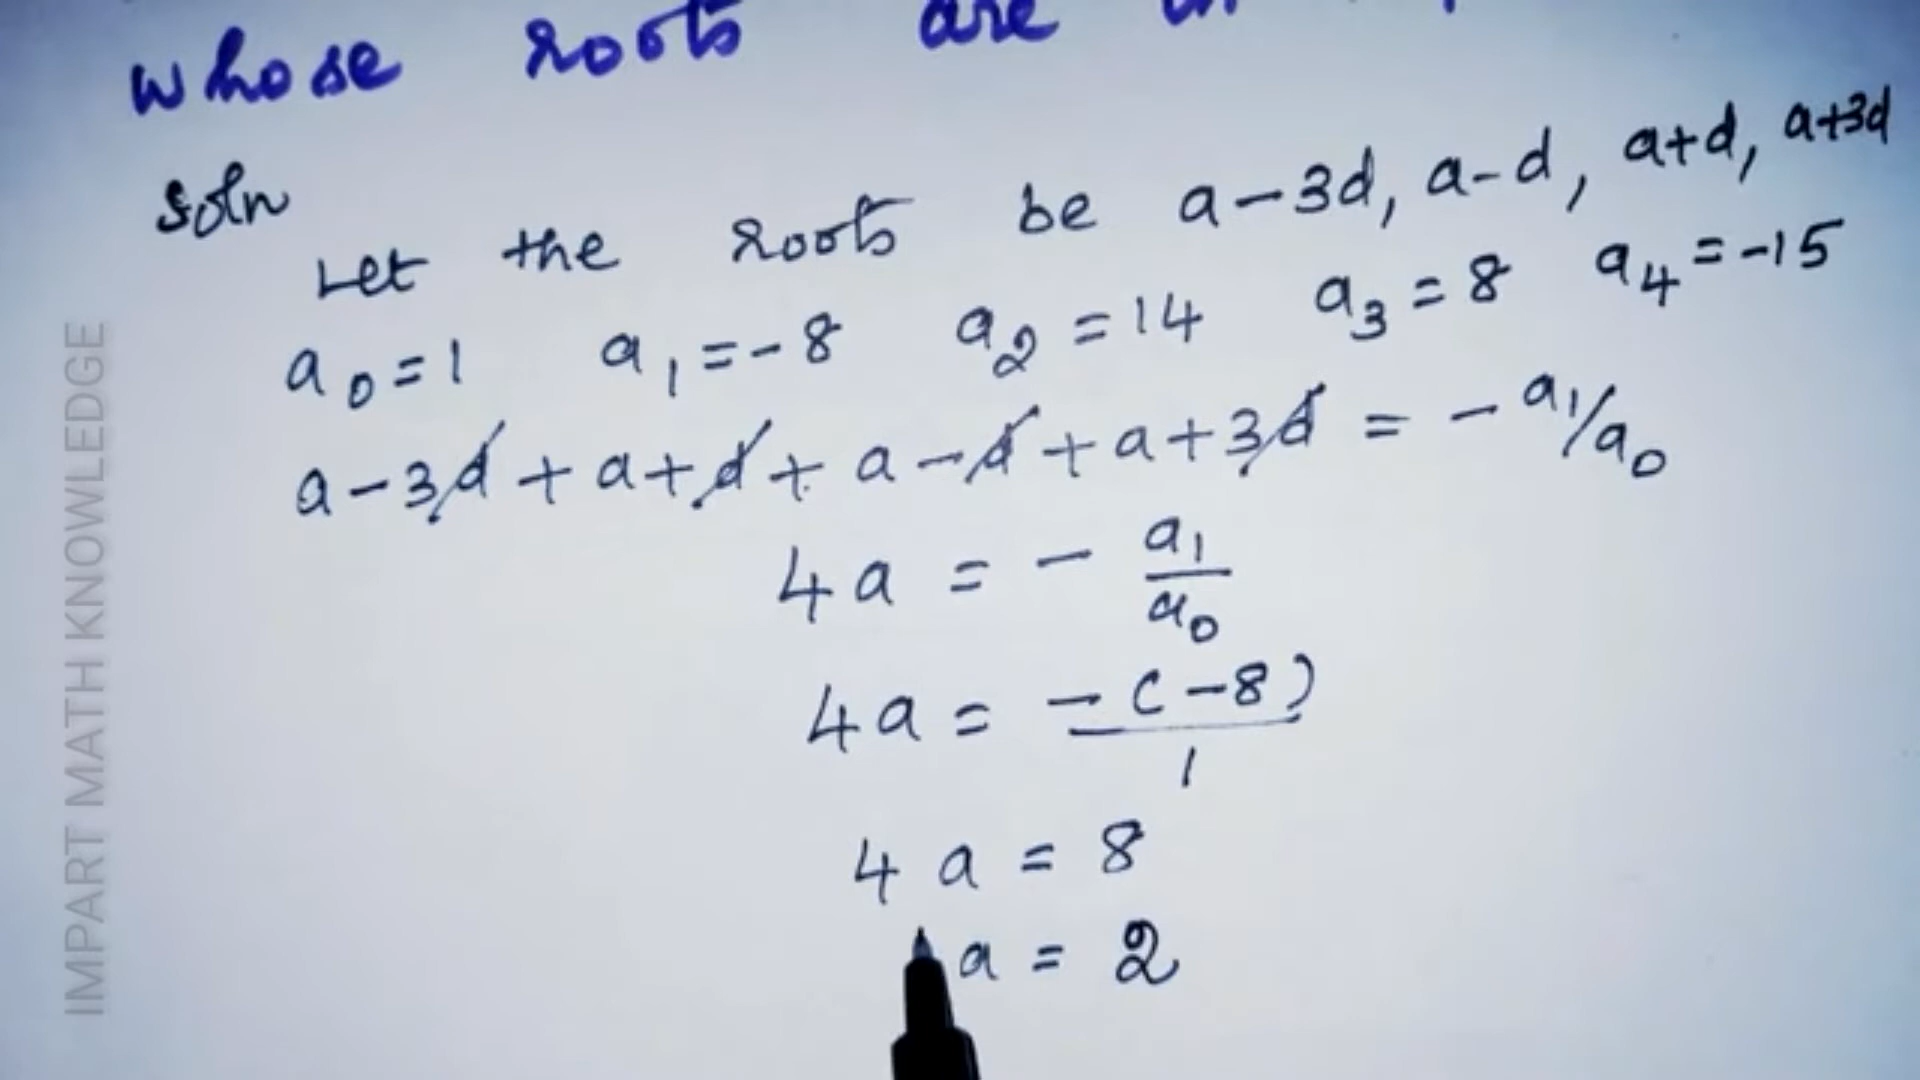 whose roots are in
Soln
Let the roots be a-3d, a-d, a+d, a+3d
a₀=1 a₁=-8 a₂=14 a₃=8 a₄=-15
a-3d+a+d+a-d+a+3d = -a₁/a₀
4a = - a₁/a₀
4a = -(-8)/1
4a = 8
a = 2
IMPART MATH KNOWLEDGE